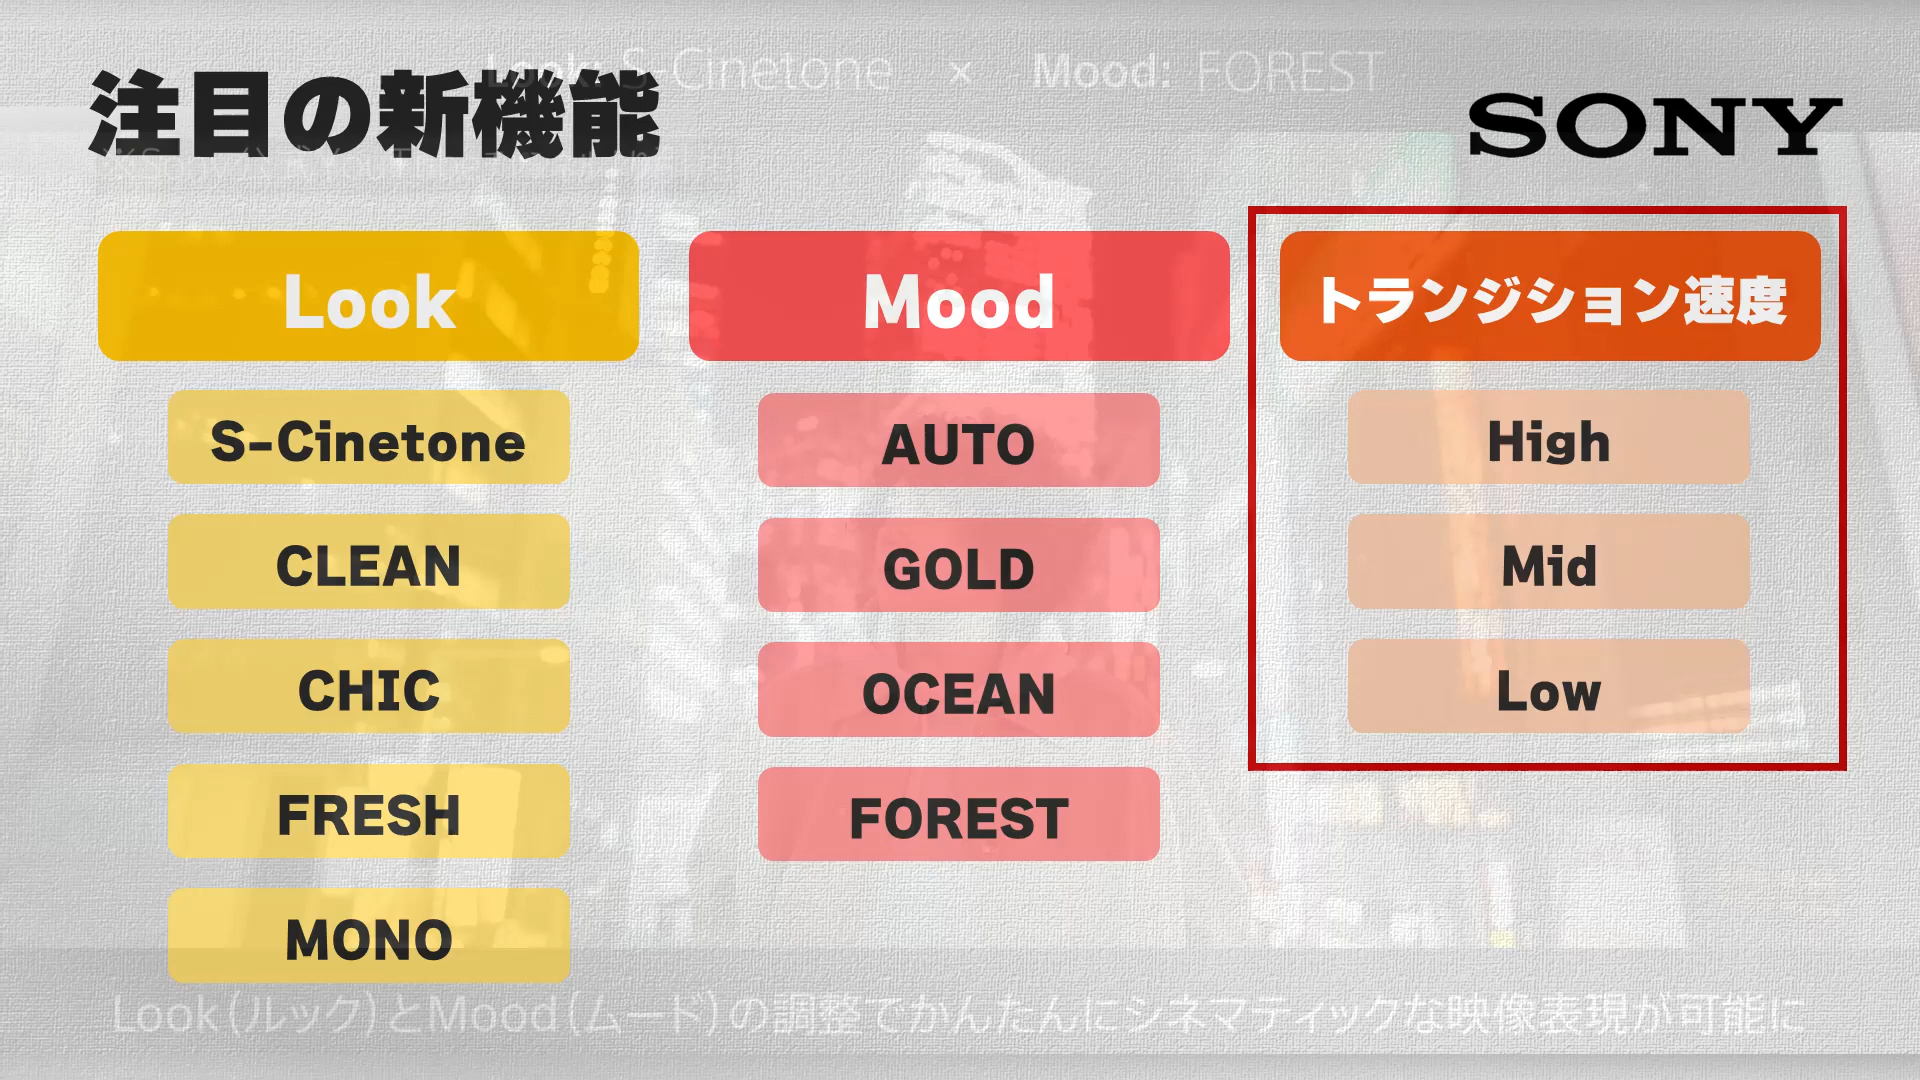 Look: S-Cinetone × Mood: FOREST
注目の新機能
SONY
Look
S-Cinetone
CLEAN
CHIC
FRESH
MONO
Mood
AUTO
GOLD
OCEAN
FOREST
トランジション速度
High
Mid
Low
Look(ルック)とMood(ムード)の調整でかんたんにシネマティックな映像表現が可能に